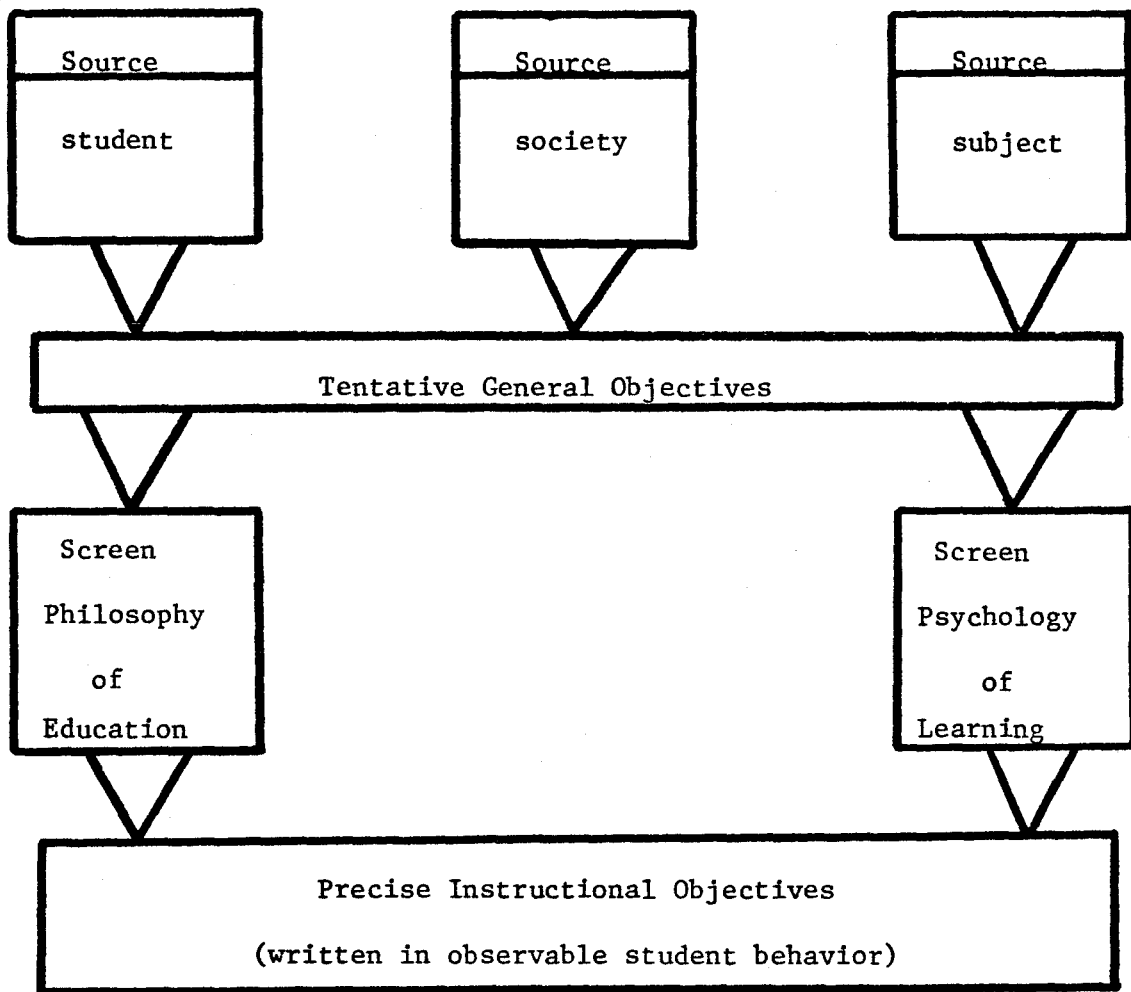 Source
student
Source
society
Source
subject
Tentative General Objectives
Screen
Philosophy
of
Education
Screen
Psychology
of
Learning
Precise Instructional Objectives
(written in observable student behavior)